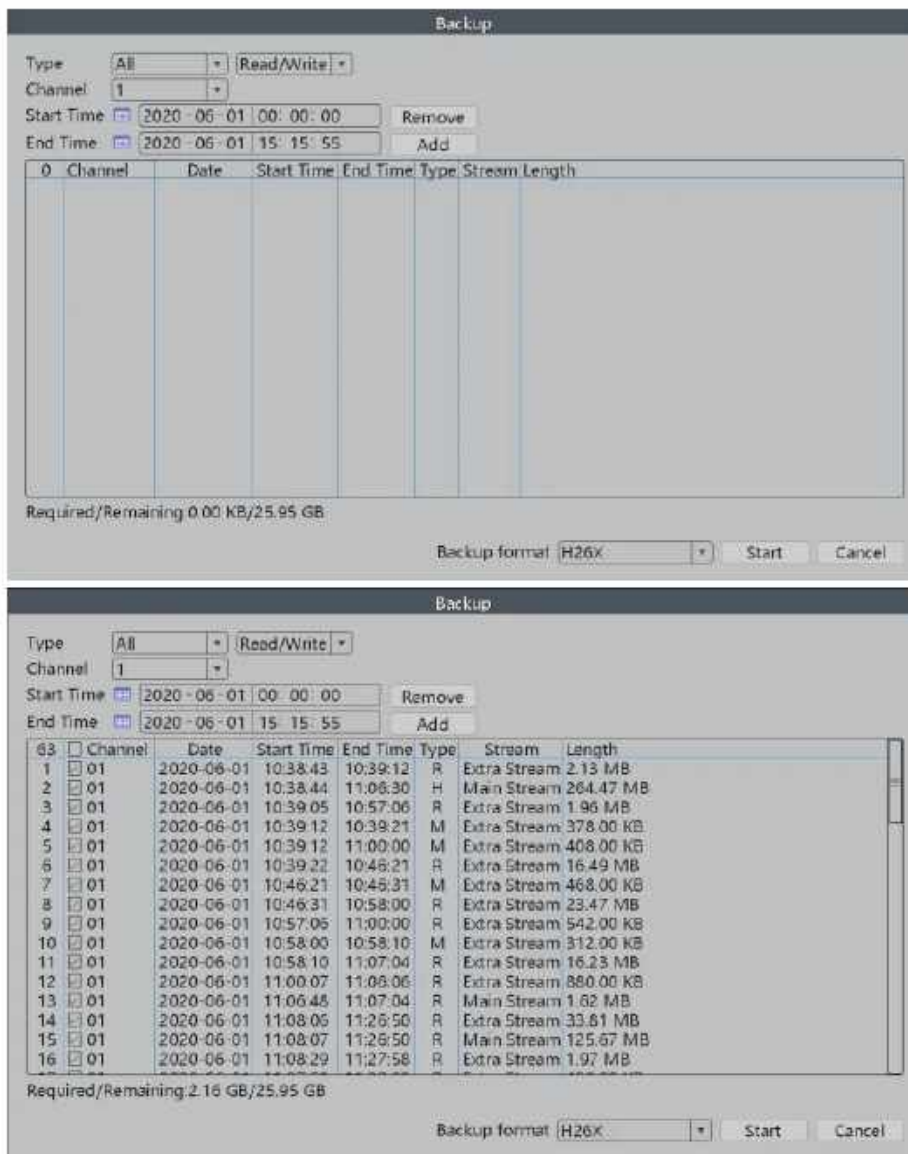 Backup
Type All Read/Write
Channel 1
Start Time 2020-06-01 00:00:00 Remove
End Time 2020-06-01 15:15:55 Add
0 Channel Date Start Time End Time Type Stream Length
Required/Remaining:0.00 KB/25.95 GB
Backup format H26X Start Cancel
Backup
Type All Read/Write
Channel 1
Start Time 2020-06-01 00:00:00 Remove
End Time 2020-06-01 15:15:55 Add
63 Channel Date Start Time End Time Type Stream Length
1 01 2020-06-01 10:38:43 10:39:12 R Extra Stream 2.13 MB
2 01 2020-06-01 10:38:44 11:06:30 H Main Stream 264.47 MB
3 01 2020-06-01 10:39:05 10:57:06 R Extra Stream 1.96 MB
4 01 2020-06-01 10:39:12 10:39:21 M Extra Stream 378.00 KB
5 01 2020-06-01 10:39:12 11:00:00 M Extra Stream 408.00 KB
6 01 2020-06-01 10:39:22 10:46:21 R Extra Stream 16.49 MB
7 01 2020-06-01 10:46:21 10:46:31 M Extra Stream 468.00 KB
8 01 2020-06-01 10:46:31 10:58:00 R Extra Stream 23.47 MB
9 01 2020-06-01 10:57:06 11:00:00 R Extra Stream 542.00 KB
10 01 2020-06-01 10:58:00 10:58:10 M Extra Stream 312.00 KB
11 01 2020-06-01 10:58:10 11:07:04 R Extra Stream 16.23 MB
12 01 2020-06-01 11:00:07 11:06:06 R Extra Stream 880.00 KB
13 01 2020-06-01 11:06:48 11:07:04 R Main Stream 1.62 MB
14 01 2020-06-01 11:08:06 11:26:50 R Extra Stream 33.81 MB
15 01 2020-06-01 11:08:07 11:26:50 R Main Stream 125.67 MB
16 01 2020-06-01 11:08:29 11:27:58 R Extra Stream 1.97 MB
Required/Remaining:2.16 GB/25.95 GB
Backup format H26X Start Cancel